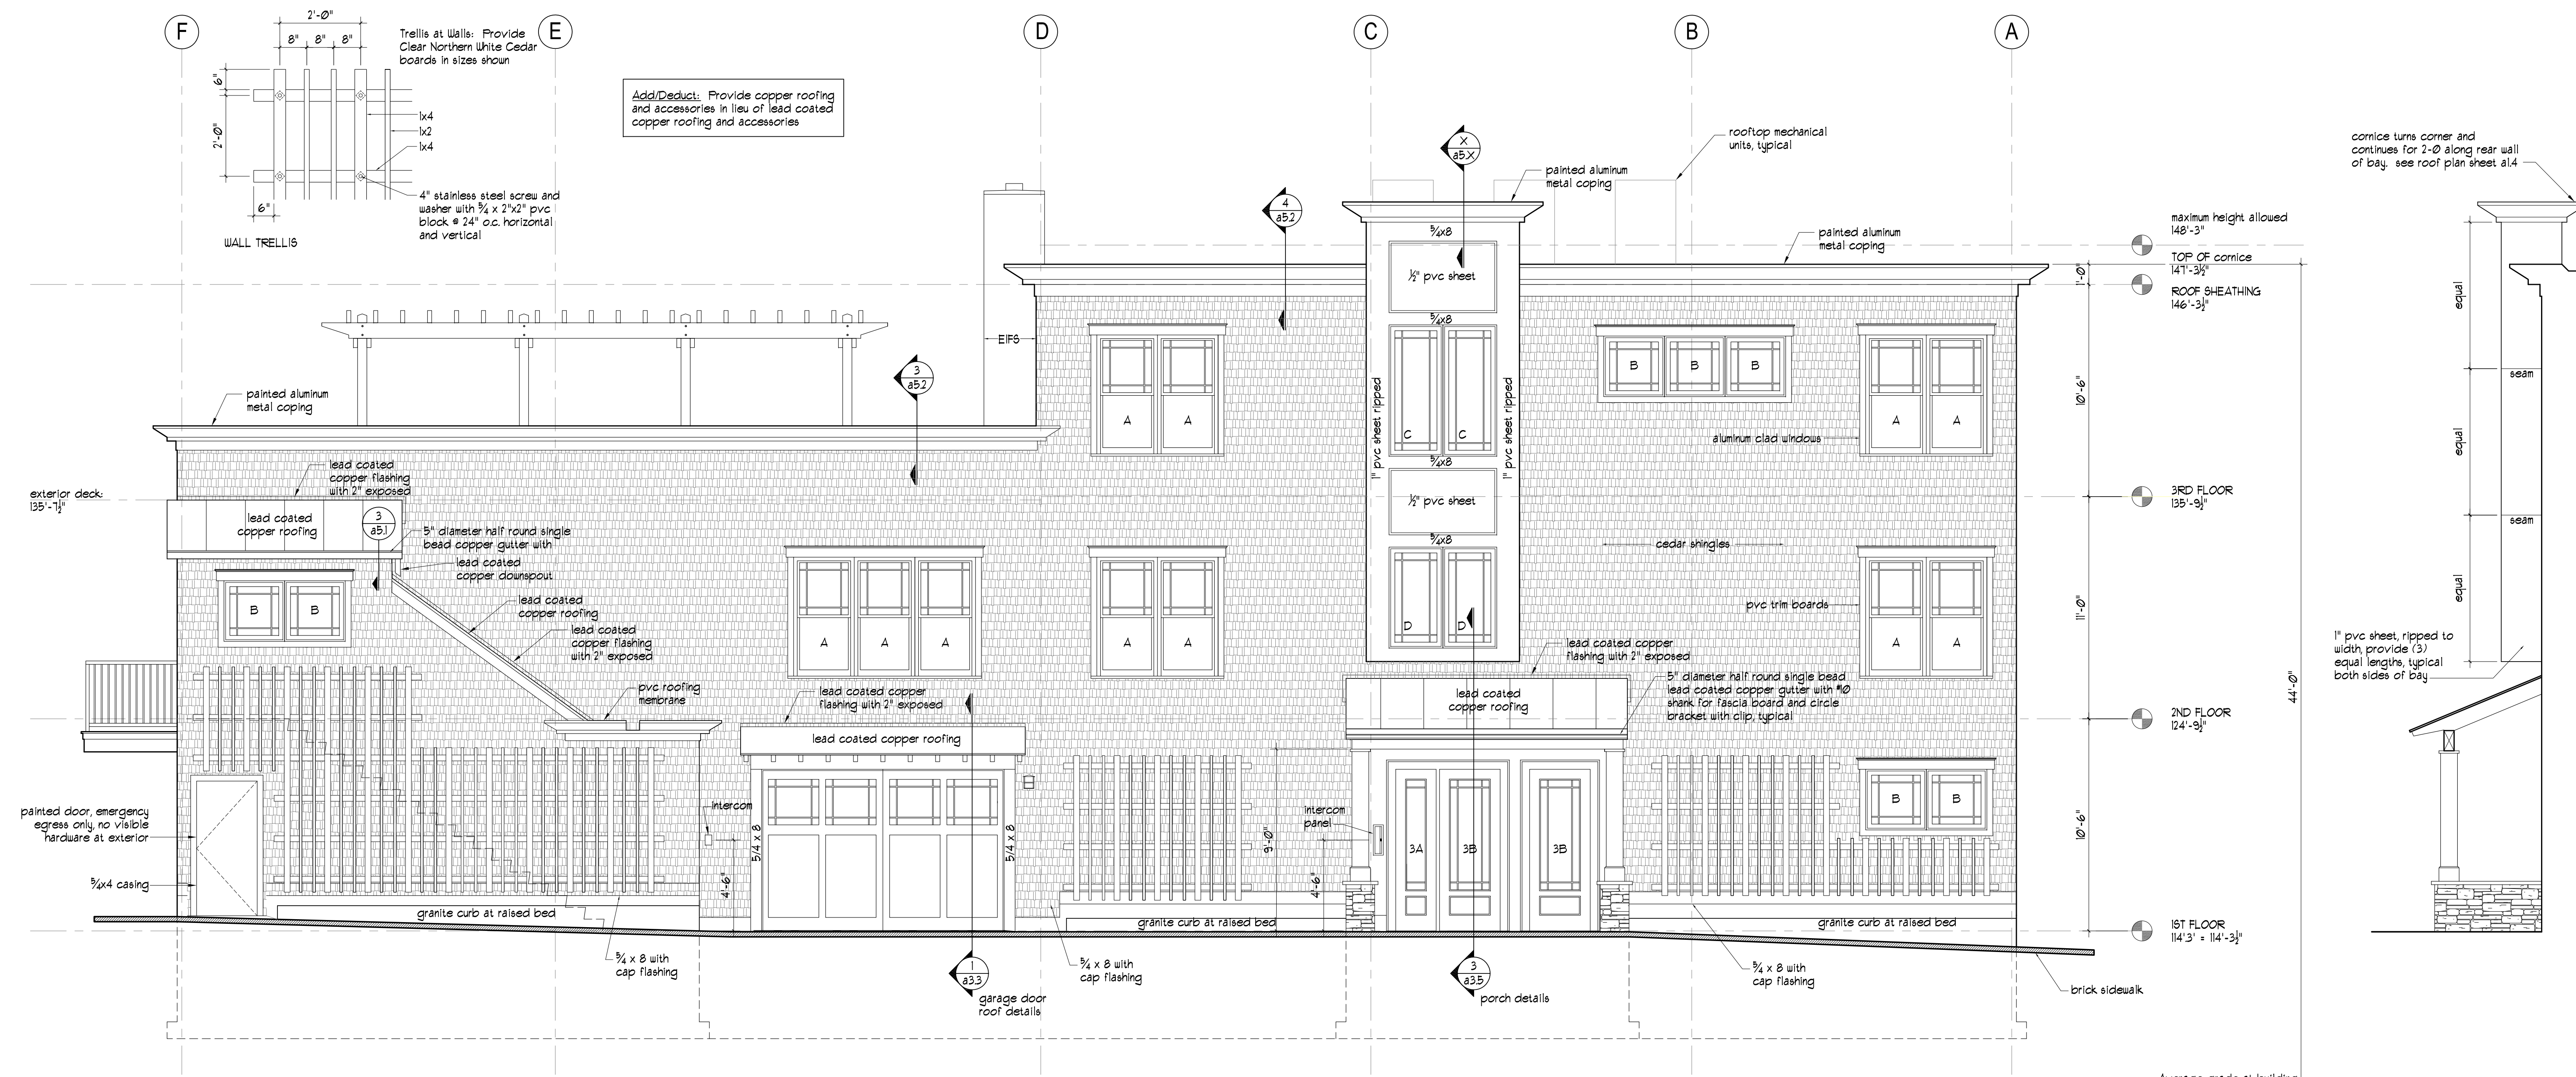 F
E
D
C
B
A
2'-0"
8"
8"
8"
6"
2'-0"
6"
Trellis at Walls: Provide
Clear Northern White Cedar
boards in sizes shown
1x4
1x2
1x4
4" stainless steel screw and
washer with 5/4 x 2"x2" pvc
block @ 24" o.c. horizontal
and vertical
WALL TRELLIS
Add/Deduct: Provide copper roofing
and accessories in lieu of lead coated
copper roofing and accessories
X
a5.X
rooftop mechanical
units, typical
painted aluminum
metal coping
4
a5.2
painted aluminum
metal coping
cornice turns corner and
continues for 2-0 along rear wall
of bay. see roof plan sheet a1.4
maximum height allowed
148'-3"
TOP OF cornice
147'-3½"
ROOF SHEATHING
146'-3½"
1'-0"
10'-6"
11'-0"
10'-6"
44'-0"
3RD FLOOR
135'-9½"
2ND FLOOR
124'-9½"
1ST FLOOR
114.3' = 114'-3½"
5/4x8
½" pvc sheet
5/4x8
C
C
5/4x8
½" pvc sheet
5/4x8
D
D
1" pvc sheet ripped
1" pvc sheet ripped
EIFS
3
a5.2
painted aluminum
metal coping
exterior deck:
135'-7½"
lead coated
copper flashing
with 2" exposed
lead coated
copper roofing
3
a5.1
5" diameter half round single
bead copper gutter with
lead coated
copper downspout
lead coated
copper roofing
lead coated
copper flashing
with 2" exposed
pvc roofing
membrane
B
B
A
A
A
A
A
A
A
B
B
B
A
A
A
A
B
B
aluminum clad windows
cedar shingles
pvc trim boards
lead coated copper
flashing with 2" exposed
lead coated copper roofing
lead coated copper
flashing with 2" exposed
lead coated
copper roofing
5" diameter half round single bead
lead coated copper gutter with #10
shank for fascia board and circle
bracket with clip, typical
painted door, emergency
egress only, no visible
hardware at exterior
5/4x4 casing
intercom
4'-6"
5/4 x 8
5/4 x 8
9'-0"
intercom
panel
4'-6"
3A
3B
3B
granite curb at raised bed
granite curb at raised bed
granite curb at raised bed
5/4 x 8 with
cap flashing
1
a3.3
garage door
roof details
5/4 x 8 with
cap flashing
3
a3.5
porch details
5/4 x 8 with
cap flashing
brick sidewalk
equal
seam
equal
seam
equal
1" pvc sheet, ripped to
width, provide (3)
equal lengths, typical
both sides of bay